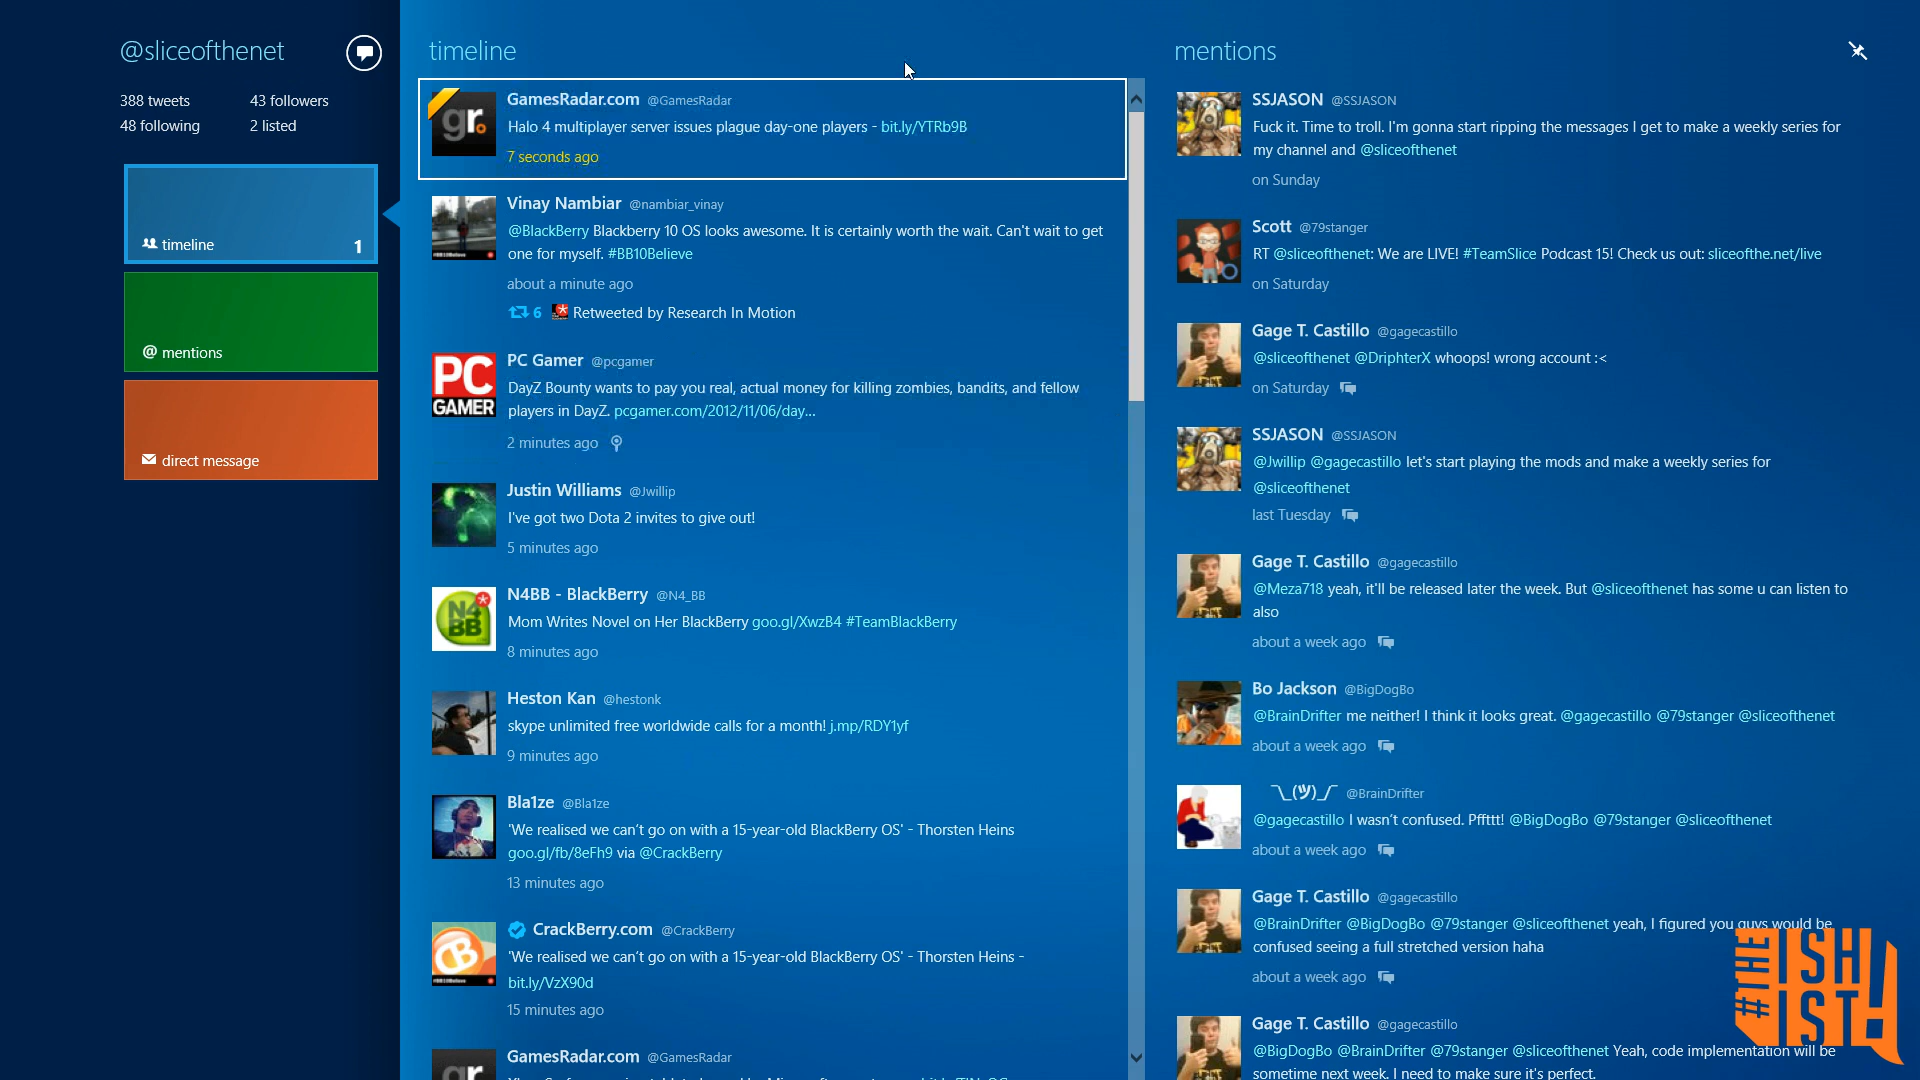 @sliceofthenet
388 tweets
43 followers
48 following
2 listed
timeline
1
@ mentions
direct message
timeline
GamesRadar.com @GamesRadar
Halo 4 multiplayer server issues plague day-one players - bit.ly/YTRb9B
7 seconds ago
Vinay Nambiar @nambiar_vinay
@BlackBerry Blackberry 10 OS looks awesome. It is certainly worth the wait. Can't wait to get
one for myself. #BB10Believe
about a minute ago
6 Retweeted by Research In Motion
PC Gamer @pcgamer
DayZ Bounty wants to pay you real, actual money for killing zombies, bandits, and fellow
players in DayZ. pcgamer.com/2012/11/06/day...
2 minutes ago
Justin Williams @Jwillip
I've got two Dota 2 invites to give out!
5 minutes ago
N4BB - BlackBerry @N4_BB
Mom Writes Novel on Her BlackBerry goo.gl/XwzB4 #TeamBlackBerry
8 minutes ago
Heston Kan @hestonk
skype unlimited free worldwide calls for a month! j.mp/RDY1yf
9 minutes ago
Bla1ze @Bla1ze
'We realised we can't go on with a 15-year-old BlackBerry OS' - Thorsten Heins
goo.gl/fb/8eFh9 via @CrackBerry
13 minutes ago
CrackBerry.com @CrackBerry
'We realised we can't go on with a 15-year-old BlackBerry OS' - Thorsten Heins -
bit.ly/VzX90d
15 minutes ago
GamesRadar.com @GamesRadar
gr.
PC
GAMER
N4
BB
mentions
SSJASON @SSJASON
Fuck it. Time to troll. I'm gonna start ripping the messages I get to make a weekly series for
my channel and @sliceofthenet
on Sunday
Scott @79stanger
RT @sliceofthenet: We are LIVE! #TeamSlice Podcast 15! Check us out: sliceofthe.net/live
on Saturday
Gage T. Castillo @gagecastillo
@sliceofthenet @DriphterX whoops! wrong account :<
on Saturday
SSJASON @SSJASON
@Jwillip @gagecastillo let's start playing the mods and make a weekly series for
@sliceofthenet
last Tuesday
Gage T. Castillo @gagecastillo
@Meza718 yeah, it'll be released later the week. But @sliceofthenet has some u can listen to
also
about a week ago
Bo Jackson @BigDogBo
@BrainDrifter me neither! I think it looks great. @gagecastillo @79stanger @sliceofthenet
about a week ago
¯\_(ツ)_/¯ @BrainDrifter
@gagecastillo I wasn't confused. Pffttt! @BigDogBo @79stanger @sliceofthenet
about a week ago
Gage T. Castillo @gagecastillo
@BrainDrifter @BigDogBo @79stanger @sliceofthenet yeah, I figured you guys would be
confused seeing a full stretched version haha
about a week ago
Gage T. Castillo @gagecastillo
@BigDogBo @BrainDrifter @79stanger @sliceofthenet Yeah, code implementation will be
sometime next week. I need to make sure it's perfect.
#THE
ISH
IST!